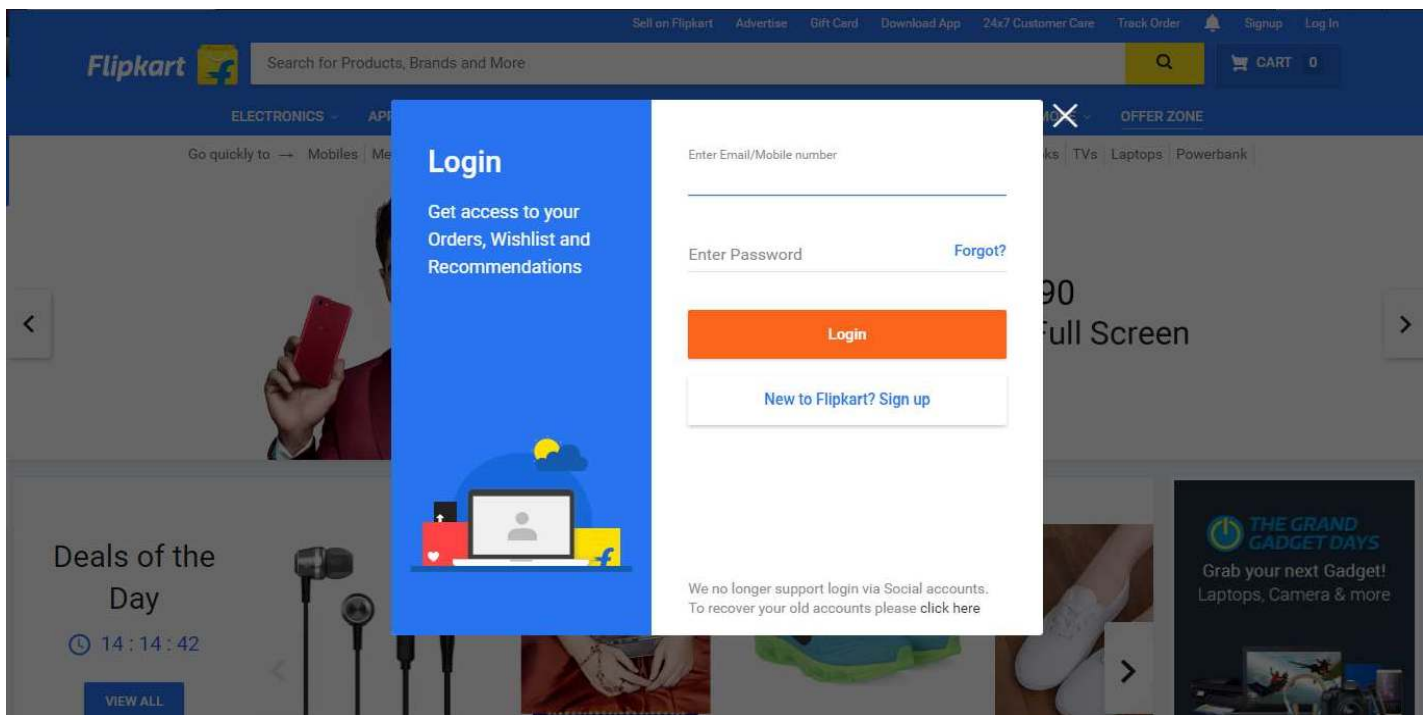 Sell on Flipkart Advertise Gift Card Download App 24x7 Customer Care Track Order Signup Log In
Flipkart
Search for Products, Brands and More
CART 0
ELECTRONICS
OFFER ZONE
Go quickly to → Mobiles
TVs Laptops Powerbank
Login
Get access to your
Orders, Wishlist and
Recommendations
Enter Email/Mobile number
Enter Password Forgot?
Login
New to Flipkart? Sign up
We no longer support login via Social accounts.
To recover your old accounts please click here
90
Full Screen
Deals of the
Day
14 : 14 : 42
VIEW ALL
THE GRAND
GADGET DAYS
Grab your next Gadget!
Laptops, Camera & more